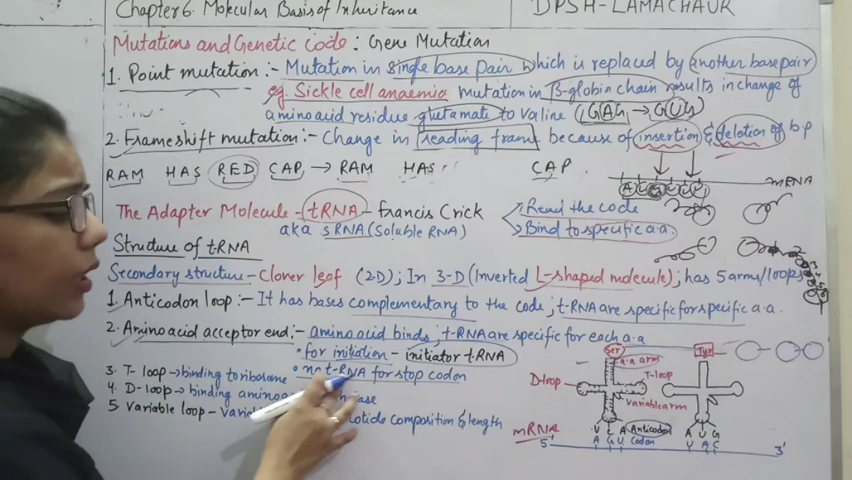 Chapter 6. Molecular Basis of Inheritance
DPSH-LAMACHAUR
Mutations and Genetic code: Gene Mutation
1. Point mutation :- Mutation in single base pair which is replaced by another base pair
eg. Sickle cell anaemia mutation in β-globin chain results in change of
amino acid residue glutamate to valine (GAG → GUG)
2. Frameshift mutation :- Change in reading frame because of insertion & deletion of bp
RAM HAS RED CAP → RAM HAS CAP
mRNA
The Adapter Molecule - tRNA - Francis Crick
Read the code
aka sRNA (Soluble RNA)
Bind to specific a.a.
Structure of tRNA
Secondary structure - Clover leaf (2D); In 3-D (Inverted L-shaped molecule); has 5 arms/loops
1. Anticodon loop :- It has bases complementary to the code, t-RNA are specific for specific a.a.
2. Amino acid acceptor end :- amino acid binds, t-RNA are specific for each a.a
• for initiation - initiator tRNA
• no t-RNA for stop codon
3. T- loop → binding to ribosome
4. D-loop → binding aminoa
5. Variable loop - Varia otide composition & length
Ser
Tyr
a.a arm
D-loop
T-loop
Variable arm
U C A Anticodon
A U G
mRNA
A G U Codon
U A C
5'
3'